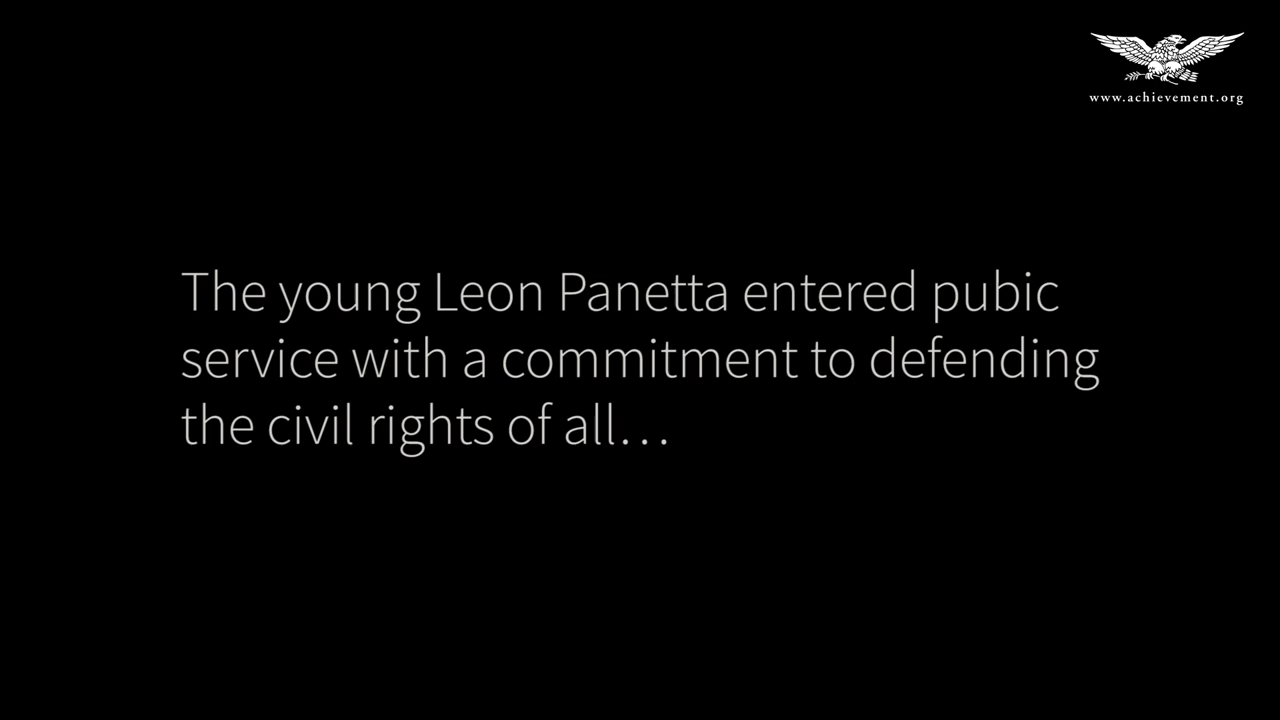 www.achievement.org
The young Leon Panetta entered pubic
service with a commitment to defending
the civil rights of all…